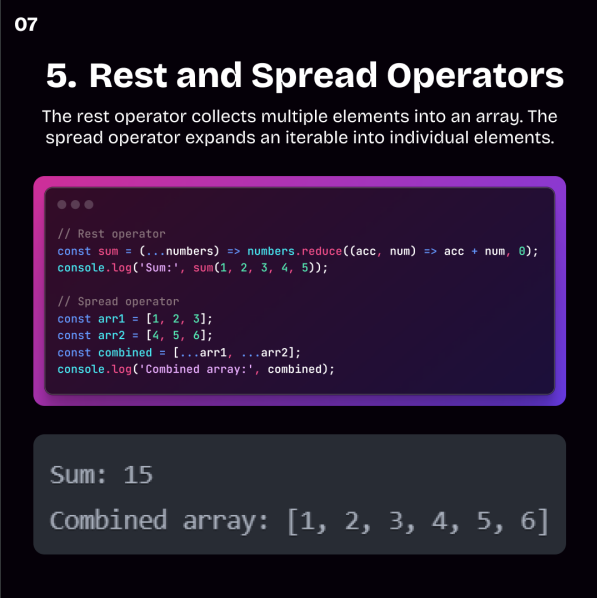 07
5. Rest and Spread Operators
The rest operator collects multiple elements into an array. The
spread operator expands an iterable into individual elements.
// Rest operator
const sum = (...numbers) => numbers.reduce((acc, num) => acc + num, 0);
console.log('Sum:', sum(1, 2, 3, 4, 5));
// Spread operator
const arr1 = [1, 2, 3];
const arr2 = [4, 5, 6];
const combined = [...arr1, ...arr2];
console.log('Combined array:', combined);
Sum: 15
Combined array: [1, 2, 3, 4, 5, 6]